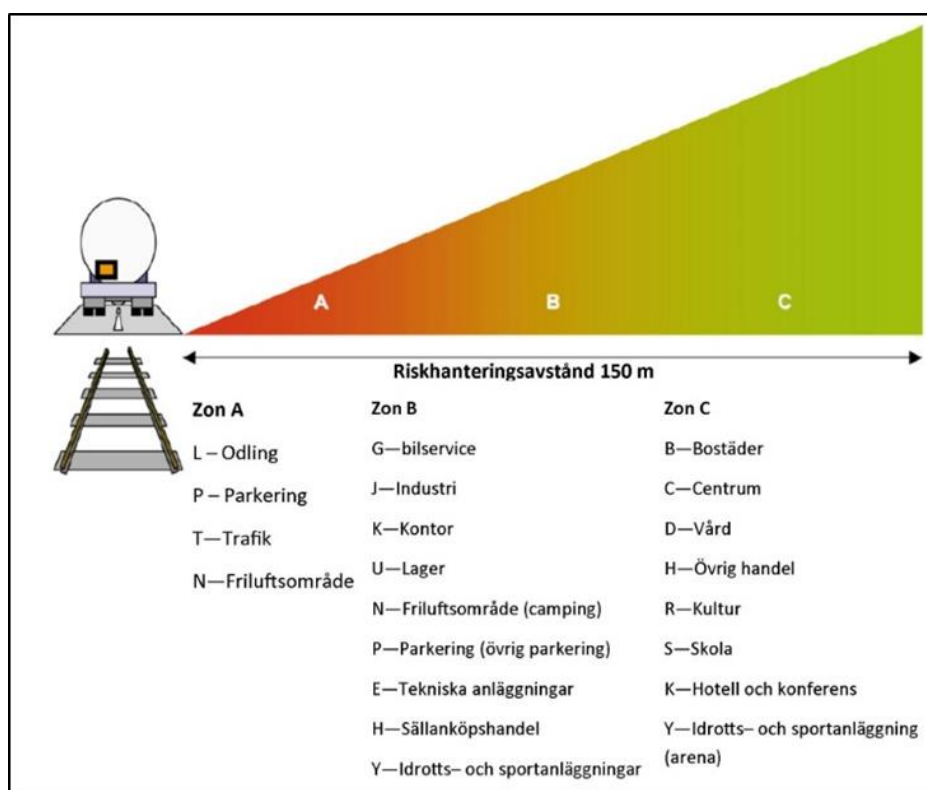 A
B
C
Riskhanteringsavstånd 150 m
Zon A
L – Odling
P – Parkering
T—Trafik
N—Friluftsområde
Zon B
G—bilservice
J—Industri
K—Kontor
U—Lager
N—Friluftsområde (camping)
P—Parkering (övrig parkering)
E—Tekniska anläggningar
H—Sällanköpshandel
Y—Idrotts– och sportanläggningar
Zon C
B—Bostäder
C—Centrum
D—Vård
H—Övrig handel
R—Kultur
S—Skola
K—Hotell och konferens
Y—Idrotts– och sportanläggning
(arena)